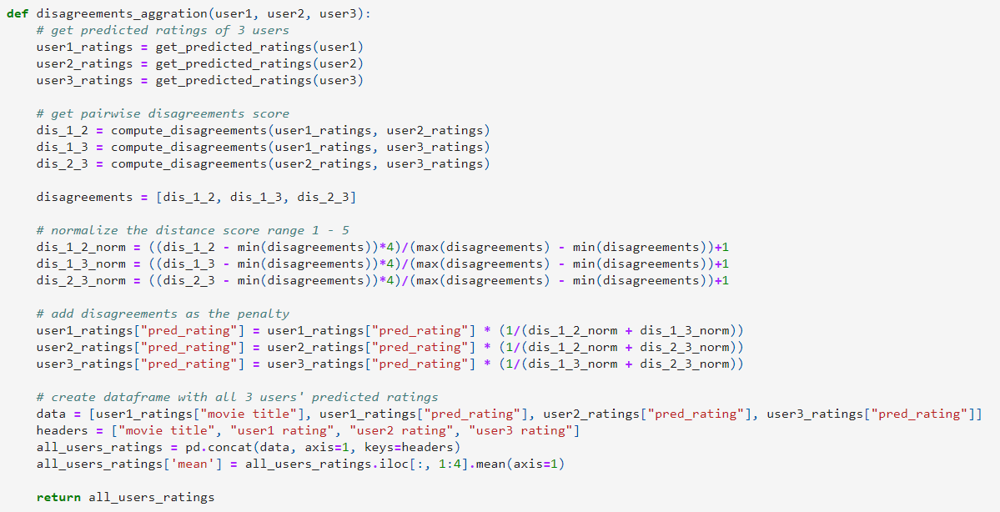 def disagreements_aggration(user1, user2, user3):
    # get predicted ratings of 3 users
    user1_ratings = get_predicted_ratings(user1)
    user2_ratings = get_predicted_ratings(user2)
    user3_ratings = get_predicted_ratings(user3)

    # get pairwise disagreements score
    dis_1_2 = compute_disagreements(user1_ratings, user2_ratings)
    dis_1_3 = compute_disagreements(user1_ratings, user3_ratings)
    dis_2_3 = compute_disagreements(user2_ratings, user3_ratings)

    disagreements = [dis_1_2, dis_1_3, dis_2_3]

    # normalize the distance score range 1 - 5
    dis_1_2_norm = ((dis_1_2 - min(disagreements))*4)/(max(disagreements) - min(disagreements))+1
    dis_1_3_norm = ((dis_1_3 - min(disagreements))*4)/(max(disagreements) - min(disagreements))+1
    dis_2_3_norm = ((dis_2_3 - min(disagreements))*4)/(max(disagreements) - min(disagreements))+1

    # add disagreements as the penalty
    user1_ratings["pred_rating"] = user1_ratings["pred_rating"] * (1/(dis_1_2_norm + dis_1_3_norm))
    user2_ratings["pred_rating"] = user2_ratings["pred_rating"] * (1/(dis_1_2_norm + dis_2_3_norm))
    user3_ratings["pred_rating"] = user3_ratings["pred_rating"] * (1/(dis_1_3_norm + dis_2_3_norm))

    # create dataframe with all 3 users' predicted ratings
    data = [user1_ratings["movie title"], user1_ratings["pred_rating"], user2_ratings["pred_rating"], user3_ratings["pred_rating"]]
    headers = ["movie title", "user1 rating", "user2 rating", "user3 rating"]
    all_users_ratings = pd.concat(data, axis=1, keys=headers)
    all_users_ratings['mean'] = all_users_ratings.iloc[:, 1:4].mean(axis=1)

    return all_users_ratings